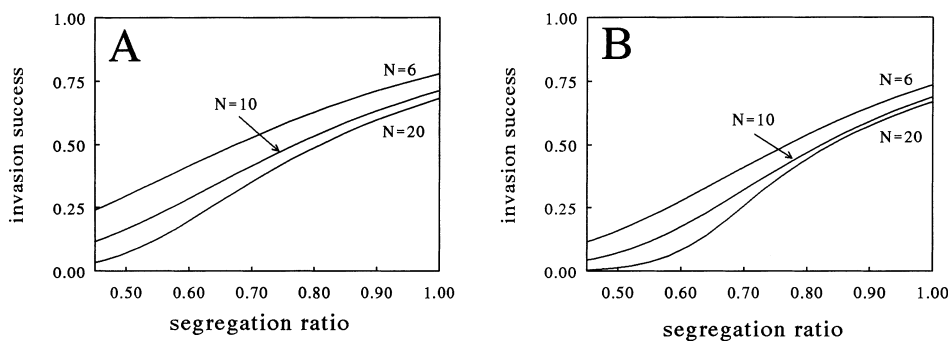 A
invasion success
1.00
0.75
0.50
0.25
0.00
N=6
N=10
N=20
0.50 0.60 0.70 0.80 0.90 1.00
segregation ratio
B
invasion success
1.00
0.75
0.50
0.25
0.00
N=6
N=10
N=20
0.50 0.60 0.70 0.80 0.90 1.00
segregation ratio